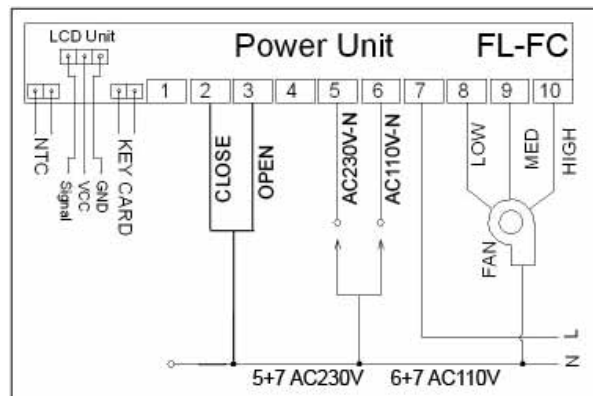 LCD Unit
Power Unit
FL-FC
1 2 3 4 5 6 7 8 9 10
NTC
Signal
VCC
GND
KEY CARD
CLOSE
OPEN
AC230V-N
AC110V-N
LOW
MED
HIGH
FAN
L
N
5+7 AC230V
6+7 AC110V